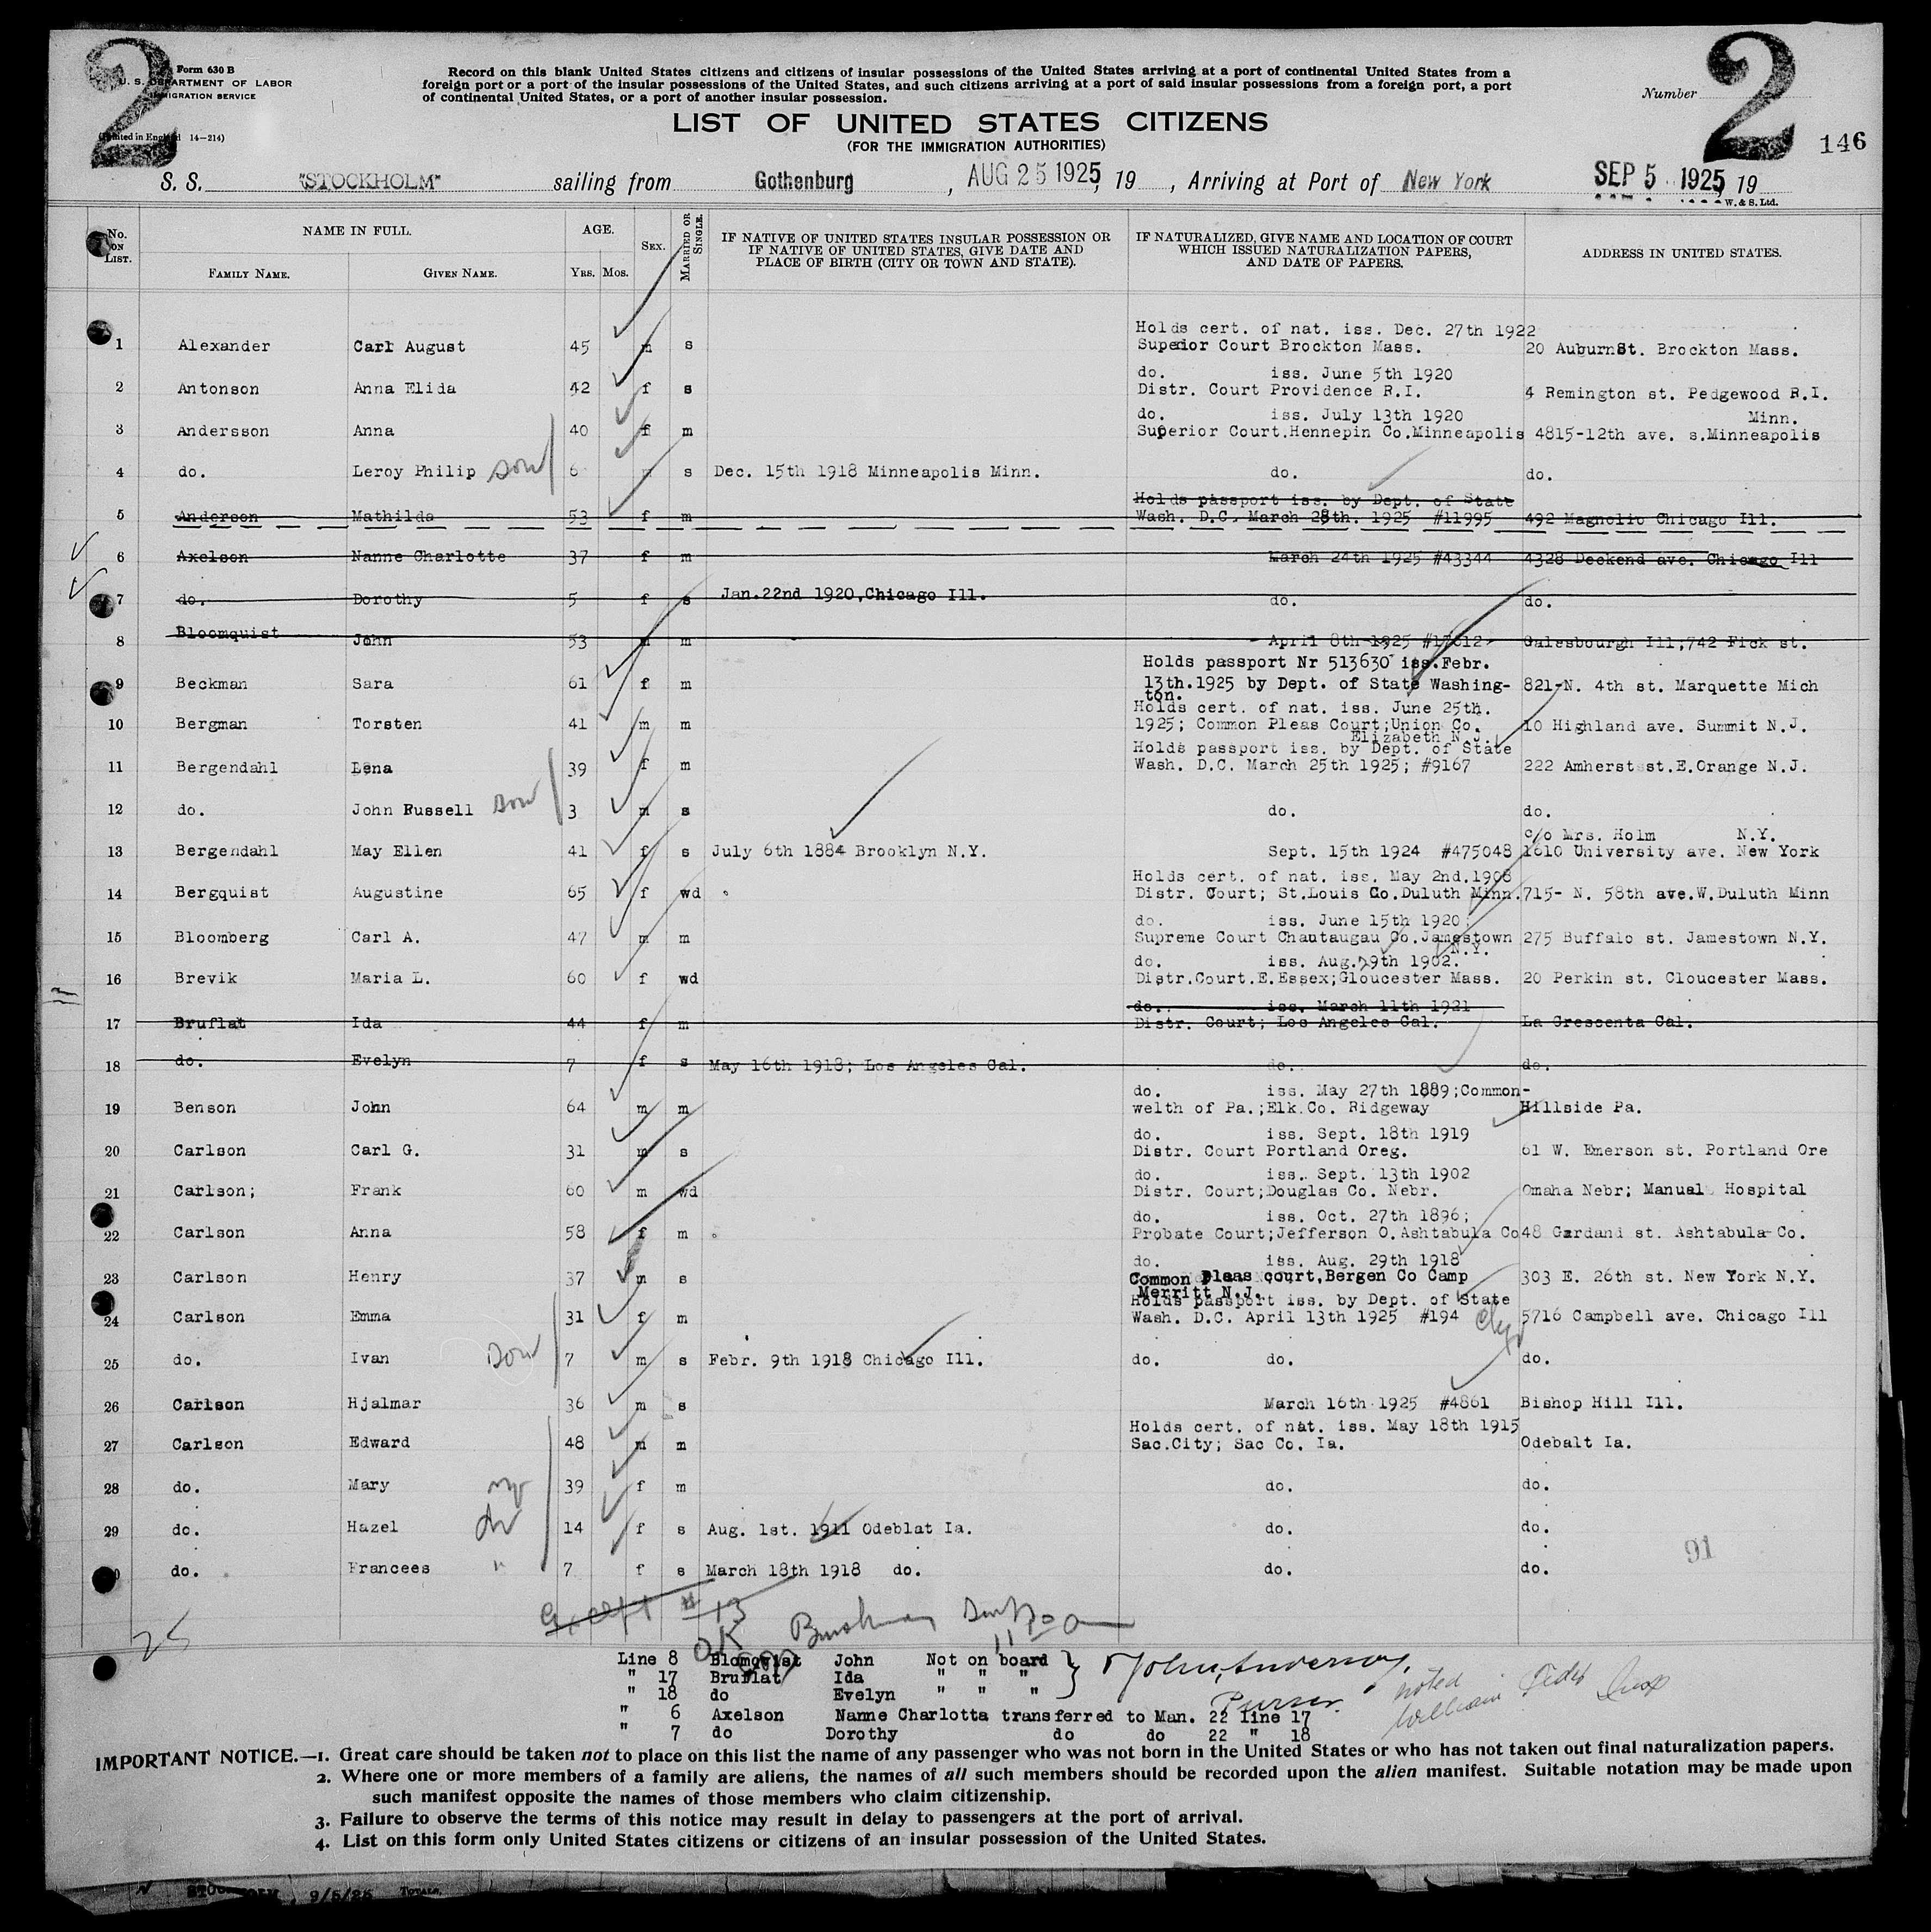 2
2
Form 630 B
U. S. DEPARTMENT OF LABOR
IMMIGRATION SERVICE
(Printed in England 14—214)
Record on this blank United States citizens and citizens of insular possessions of the United States arriving at a port of continental United States from a
foreign port or a port of the insular possessions of the United States, and such citizens arriving at a port of said insular possessions from a foreign port, a port
of continental United States, or a port of another insular possession.
Number
146
LIST OF UNITED STATES CITIZENS
(FOR THE IMMIGRATION AUTHORITIES)
S. S. "STOCKHOLM" sailing from Gothenburg, AUG 25 1925, 19 , Arriving at Port of New York SEP 5 1925 19
W. & S. Ltd.
No. ON LIST. NAME IN FULL. AGE. SEX. MARRIED OR SINGLE. IF NATIVE OF UNITED STATES INSULAR POSSESSION OR IF NATIVE OF UNITED STATES, GIVE DATE AND PLACE OF BIRTH (CITY OR TOWN AND STATE). IF NATURALIZED, GIVE NAME AND LOCATION OF COURT WHICH ISSUED NATURALIZATION PAPERS, AND DATE OF PAPERS. ADDRESS IN UNITED STATES.
FAMILY NAME. GIVEN NAME. YRS. MOS.
Holds cert. of nat. iss. Dec. 27th 1922
1 Alexander Carl August 45 m s Superior Court Brockton Mass. 20 Auburn St. Brockton Mass.
do. iss. June 5th 1920
2 Antonson Anna Elida 42 f s Distr. Court Providence R.I. 4 Remington st. Pedgewood R.I.
do. iss. July 13th 1920 Minn.
3 Andersson Anna 40 f m Superior Court.Hennepin Co.Minneapolis 4815-12th ave. s.Minneapolis
4 do. Leroy Philip son 6 m s Dec. 15th 1918 Minneapolis Minn. do. do.
Holds passport iss. by Dept. of State
5 Anderson Mathilda 53 f m Wash. D.C. March 28th. 1925 #11995 492 Magnolic Chicago Ill.
6 Axelson Nanne Charlotte 37 f m March 24th 1925 #43344 4328 Deckend ave. Chicago Ill
7 do. Dorothy 5 f s Jan.22nd 1920,Chicago Ill. do. do.
8 Bloomquist John 53 m m April 8th 1925 #17612 Galesbourgh Ill;742 Fick st.
Holds passport Nr 513630 iss.Febr.
9 Beckman Sara 61 f m 13th.1925 by Dept. of State Washing- 821-N. 4th st. Marquette Mich
ton.
Holds cert. of nat. iss. June 25th.
10 Bergman Torsten 41 m m 1925; Common Pleas Court;Union Co. 10 Highland ave. Summit N.J.
Elizabeth N.J.
Holds passport iss. by Dept. of State
11 Bergendahl Lena 39 f m Wash. D.C. March 25th 1925; #9167 222 Amherst st.E.Orange N.J.
12 do. John Russell son 3 m s do. do.
c/o Mrs. Holm N.Y.
13 Bergendahl May Ellen 41 f s July 6th 1884 Brooklyn N.Y. Sept. 15th 1924 #475048 1610 University ave. New York
Holds cert. of nat. iss. May 2nd.1908
14 Bergquist Augustine 65 f wd Distr. Court; St.Louis Co.Duluth Minn. 715- N. 58th ave.W.Duluth Minn
do. iss. June 15th 1920;
15 Bloomberg Carl A. 47 m m Supreme Court Chautaugau Co.Jamestown 275 Buffalo st. Jamestown N.Y.
N.Y.
do. iss. Aug.29th 1902.
16 Brevik Maria L. 60 f wd Distr.Court.E.Essex;Gloucester Mass. 20 Perkin st. Cloucester Mass.
do. iss. March 11th 1921
17 Bruflat Ida 44 f m Distr. Court; Los Angeles Cal. La Crescenta Cal.
18 do. Evelyn 7 f s May 16th 1918; Los Angeles Cal. do. do.
do. iss. May 27th 1889;Common-
19 Benson John 64 m m welth of Pa.;Elk.Co. Ridgeway Hillside Pa.
do. iss. Sept. 18th 1919
20 Carlson Carl G. 31 m s Distr. Court Portland Oreg. 61 W. Emerson st. Portland Ore
do. iss. Sept. 13th 1902
21 Carlson; Frank 60 m wd Distr. Court;Douglas Co. Nebr. Omaha Nebr; Manual Hospital
do. iss. Oct. 27th 1896;
22 Carlson Anna 58 f m Probate Court;Jefferson O.Ashtabula Co 48 Gardand st. Ashtabula-Co.
do. iss. Aug. 29th 1918
23 Carlson Henry 37 m s Common Pleas court,Bergen Co Camp 303 E. 26th st. New York N.Y.
Merritt N.J.
Holds passport iss. by Dept. of State
24 Carlson Emma 31 f m Wash. D.C. April 13th 1925 #194 5716 Campbell ave. Chicago Ill
25 do. Ivan son 7 m s Febr. 9th 1918 Chicago Ill. do. do. do.
26 Carlson Hjalmar 36 m s March 16th 1925 #4861 Bishop Hill Ill.
Holds cert. of nat. iss. May 18th 1915
27 Carlson Edward 48 m m Sac.City; Sac Co. Ia. Odebalt Ia.
28 do. Mary 39 f m do. do.
29 do. Hazel 14 f s Aug. 1st. 1911 Odeblat Ia. do. do.
91
do. Francees " 7 f s March 18th 1918 do. do. do.
Except # 13
25
OK
Line 8 Blomqvist John Not on board
" 17 Bruflat Ida " " "
" 18 do Evelyn " " "
Purser.
noted
" 6 Axelson Nanne Charlotta transferred to Man. 22 line 17
" 7 do Dorothy do do 22 " 18
IMPORTANT NOTICE.—1. Great care should be taken not to place on this list the name of any passenger who was not born in the United States or who has not taken out final naturalization papers.
2. Where one or more members of a family are aliens, the names of all such members should be recorded upon the alien manifest. Suitable notation may be made upon
such manifest opposite the names of those members who claim citizenship.
3. Failure to observe the terms of this notice may result in delay to passengers at the port of arrival.
4. List on this form only United States citizens or citizens of an insular possession of the United States.
9/5/25